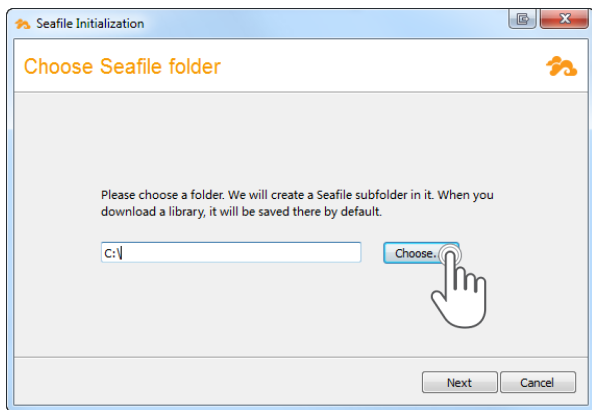 Seafile Initialization
Choose Seafile folder
Please choose a folder. We will create a Seafile subfolder in it. When you
download a library, it will be saved there by default.
C:\
Choose...
Next
Cancel